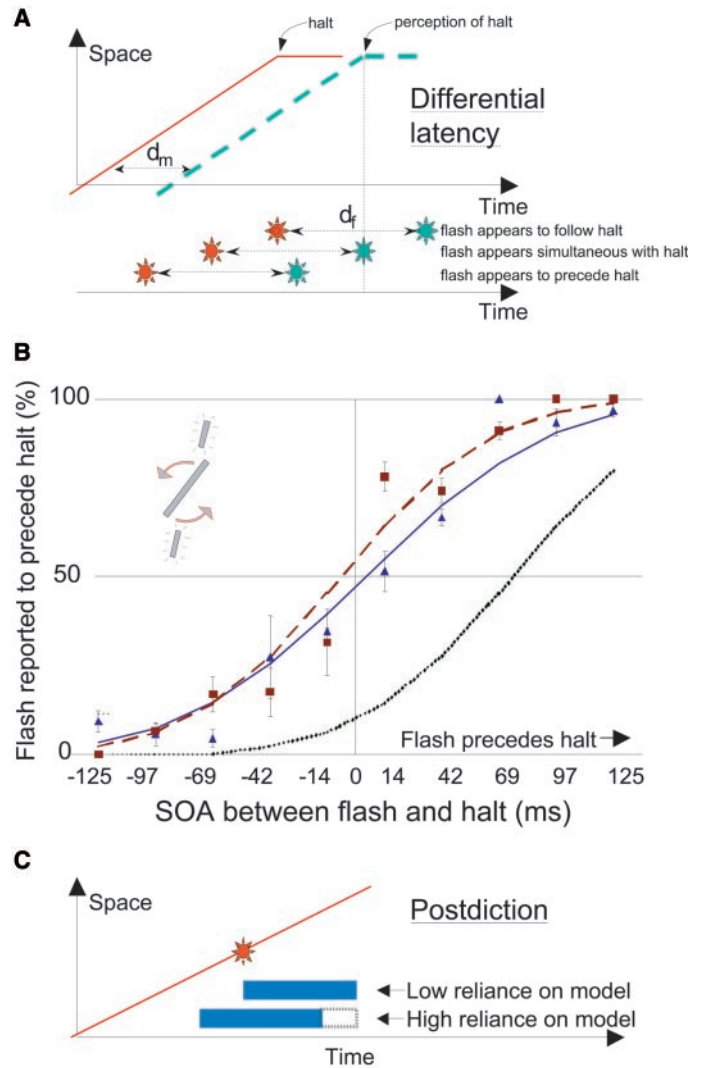 A
halt
perception of halt
Space
Differential
latency
dm
Time
df
flash appears to follow halt
flash appears simultaneous with halt
flash appears to precede halt
Time
B
Flash reported to precede halt (%)
100
50
0
Flash precedes halt
-125 -97 -69 -42 -14 0 14 42 69 97 125
SOA between flash and halt (ms)
C
Space
Postdiction
Low reliance on model
High reliance on model
Time